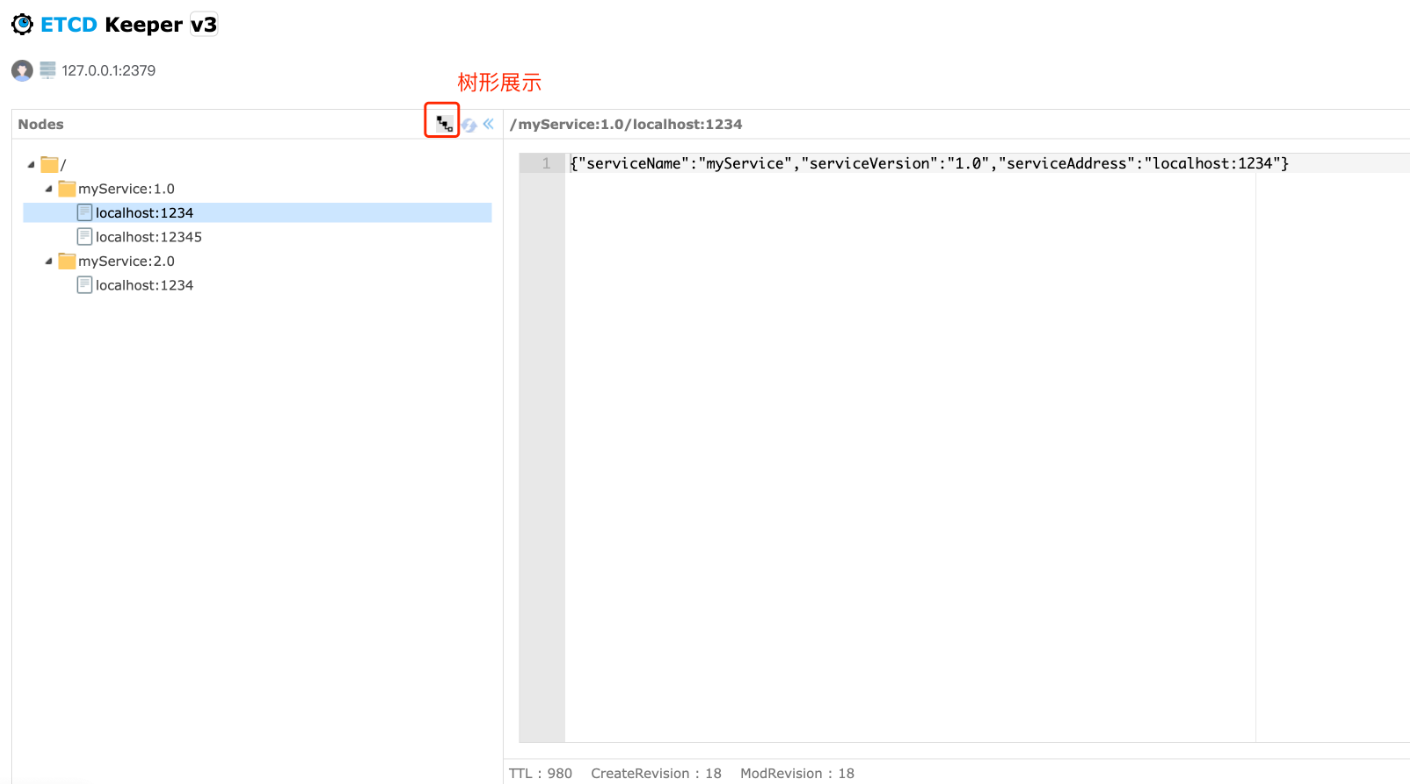 ETCD Keeper v3
127.0.0.1:2379
树形展示
Nodes
/myService:1.0/localhost:1234
/
myService:1.0
localhost:1234
localhost:12345
myService:2.0
localhost:1234
1 {"serviceName":"myService","serviceVersion":"1.0","serviceAddress":"localhost:1234"}
TTL : 980 CreateRevision : 18 ModRevision : 18